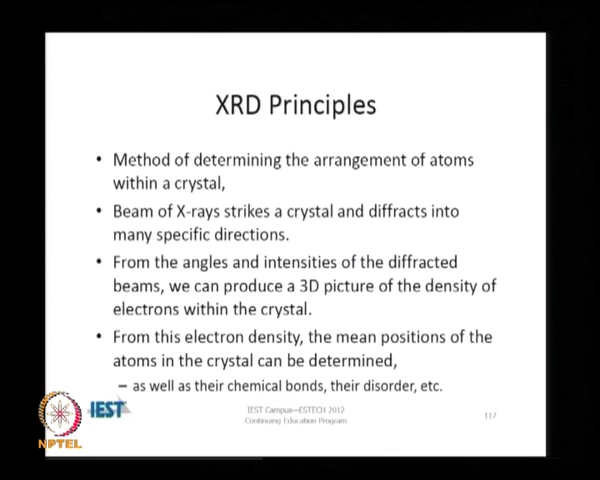 XRD Principles
• Method of determining the arrangement of atoms
within a crystal,
• Beam of X-rays strikes a crystal and diffracts into
many specific directions.
• From the angles and intensities of the diffracted
beams, we can produce a 3D picture of the density of
electrons within the crystal.
• From this electron density, the mean positions of the
atoms in the crystal can be determined,
– as well as their chemical bonds, their disorder, etc.
IEST
IEST Campus—ESTECH 2012
Continuing Education Program
117
NPTEL